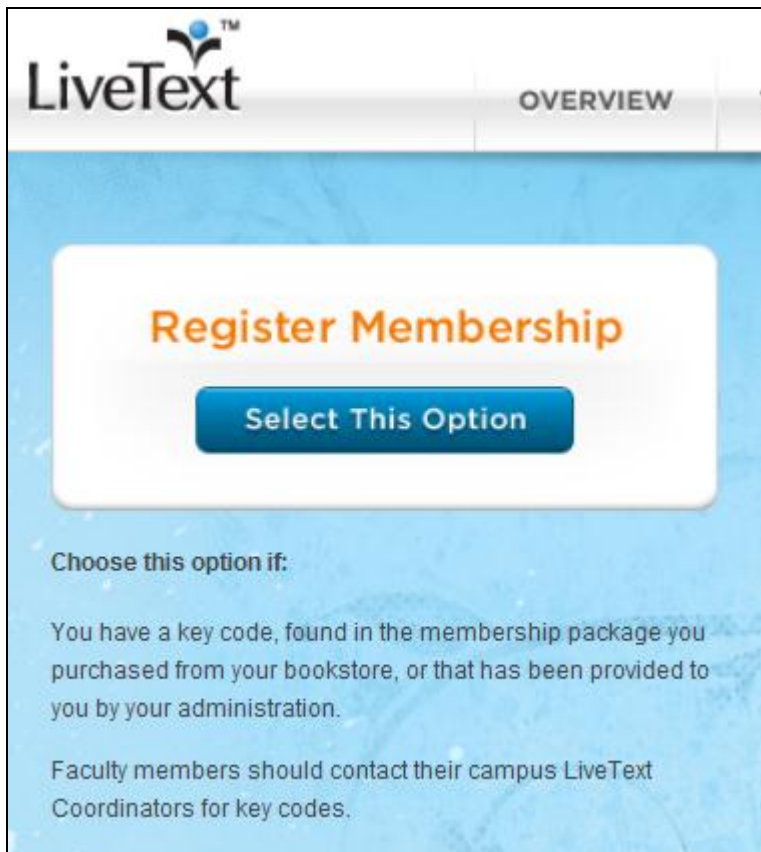 LiveText™
OVERVIEW
Register Membership
Select This Option
Choose this option if:
You have a key code, found in the membership package you
purchased from your bookstore, or that has been provided to
you by your administration.
Faculty members should contact their campus LiveText
Coordinators for key codes.